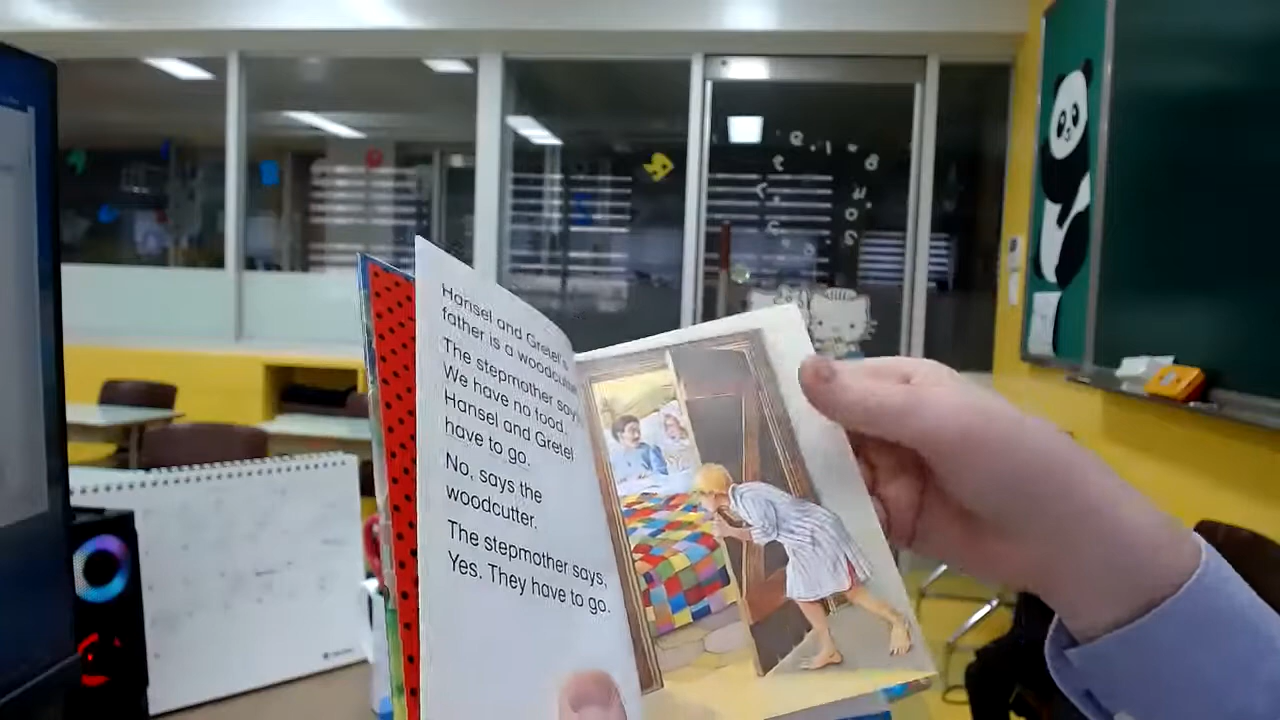 Hansel and Gretel's
father is a woodcutter.
The stepmother says,
We have no food.
Hansel and Gretel
have to go.
No, says the
woodcutter.
The stepmother says,
Yes. They have to go.